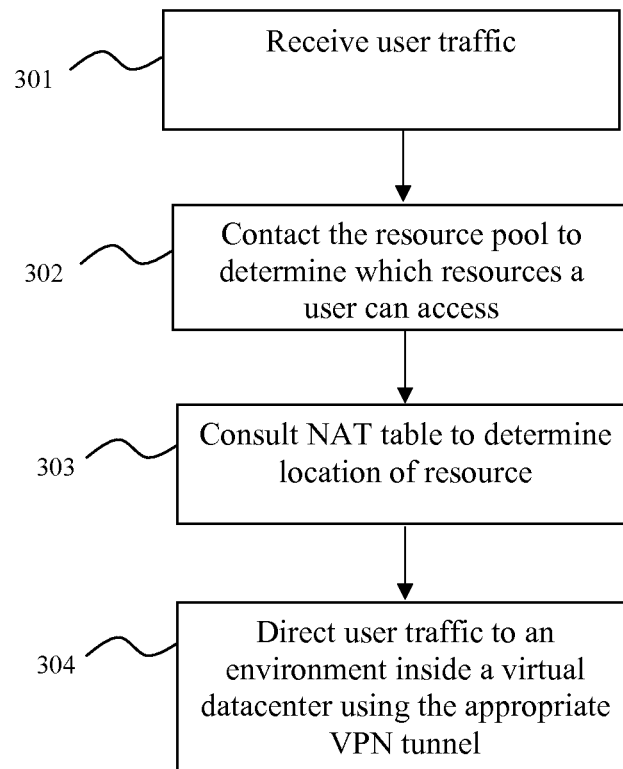 Receive user traffic
301
Contact the resource pool to
determine which resources a
user can access
302
Consult NAT table to determine
location of resource
303
Direct user traffic to an
environment inside a virtual
datacenter using the appropriate
VPN tunnel
304